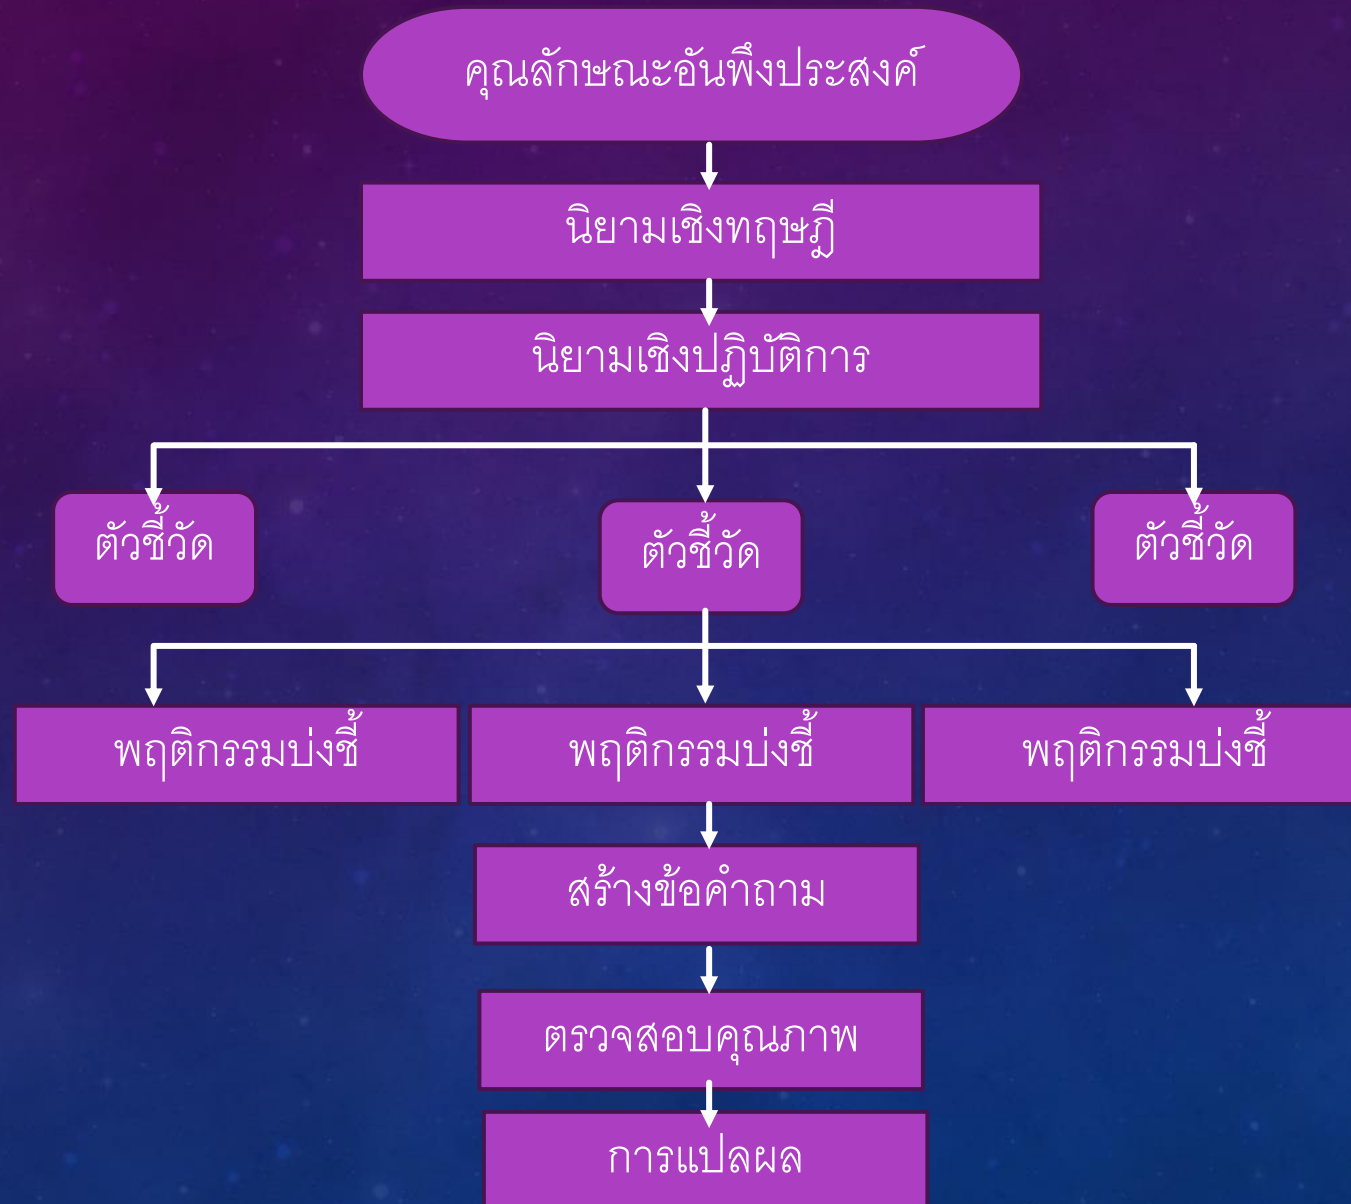 คุณลักษณะอันพึงประสงค์
นิยามเชิงทฤษฎี
นิยามเชิงปฏิบัติการ
ตัวชี้วัด
ตัวชี้วัด
ตัวชี้วัด
พฤติกรรมบ่งชี้
พฤติกรรมบ่งชี้
พฤติกรรมบ่งชี้
สร้างข้อคำถาม
ตรวจสอบคุณภาพ
การแปลผล